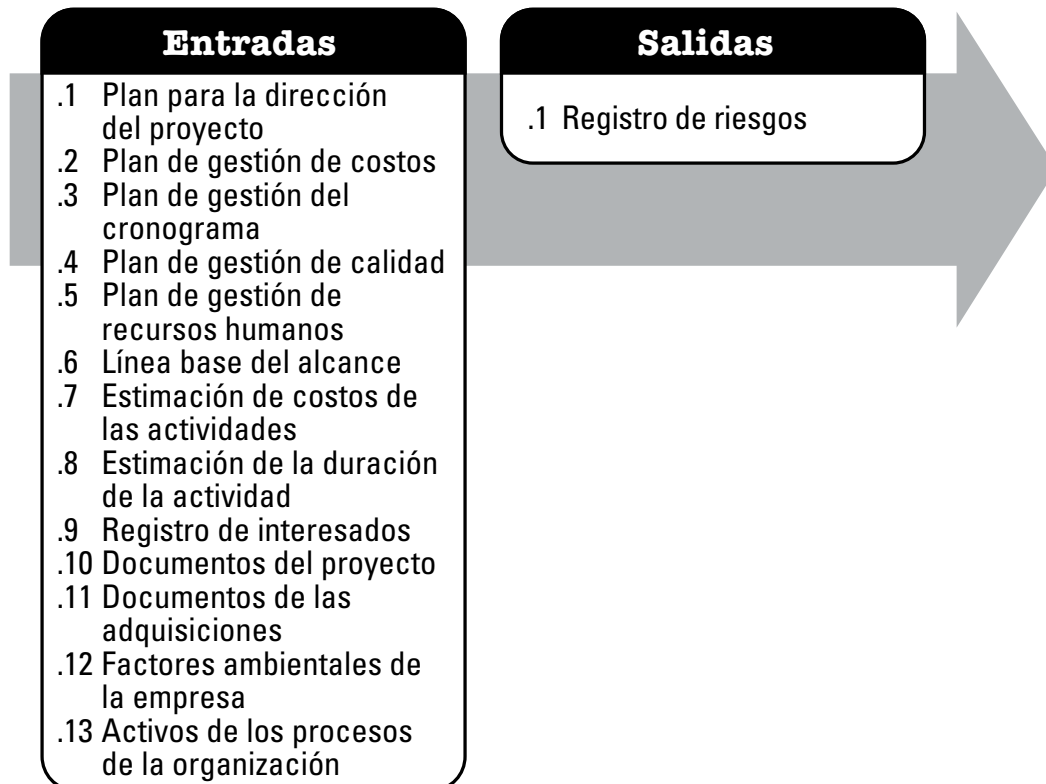 Entradas
.1 Plan para la dirección
del proyecto
.2 Plan de gestión de costos
.3 Plan de gestión del
cronograma
.4 Plan de gestión de calidad
.5 Plan de gestión de
recursos humanos
.6 Línea base del alcance
.7 Estimación de costos de
las actividades
.8 Estimación de la duración
de la actividad
.9 Registro de interesados
.10 Documentos del proyecto
.11 Documentos de las
adquisiciones
.12 Factores ambientales de
la empresa
.13 Activos de los procesos
de la organización
Salidas
.1 Registro de riesgos